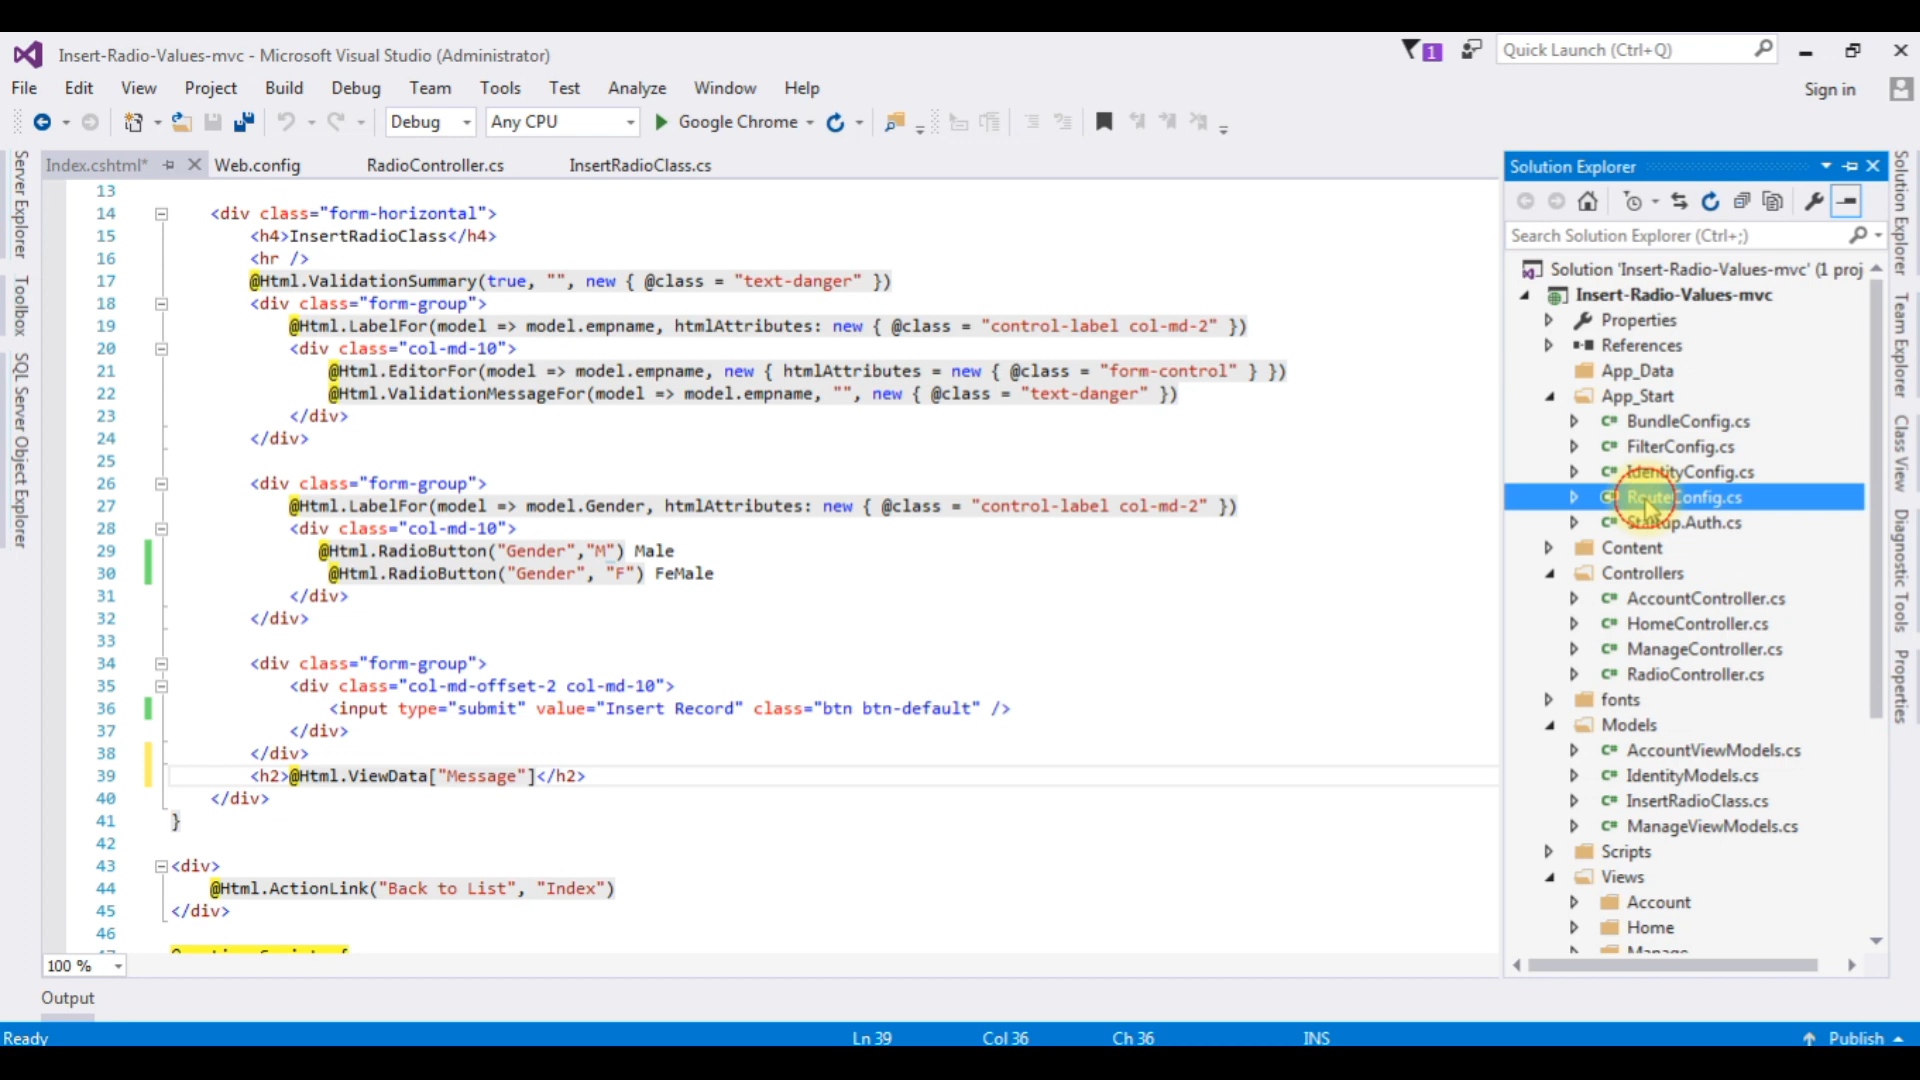 Insert-Radio-Values-mvc - Microsoft Visual Studio (Administrator)
1
Quick Launch (Ctrl+Q)
File Edit View Project Build Debug Team Tools Test Analyze Window Help
Sign in
Debug
Any CPU
Google Chrome
Index.cshtml*
Web.config
RadioController.cs
InsertRadioClass.cs
Server Explorer
Toolbox
SQL Server Object Explorer
13
14 <div class="form-horizontal">
15 <h4>InsertRadioClass</h4>
16 <hr />
17 @Html.ValidationSummary(true, "", new { @class = "text-danger" })
18 <div class="form-group">
19 @Html.LabelFor(model => model.empname, htmlAttributes: new { @class = "control-label col-md-2" })
20 <div class="col-md-10">
21 @Html.EditorFor(model => model.empname, new { htmlAttributes = new { @class = "form-control" } })
22 @Html.ValidationMessageFor(model => model.empname, "", new { @class = "text-danger" })
23 </div>
24 </div>
25
26 <div class="form-group">
27 @Html.LabelFor(model => model.Gender, htmlAttributes: new { @class = "control-label col-md-2" })
28 <div class="col-md-10">
29 @Html.RadioButton("Gender","M") Male
30 @Html.RadioButton("Gender", "F") FeMale
31 </div>
32 </div>
33
34 <div class="form-group">
35 <div class="col-md-offset-2 col-md-10">
36 <input type="submit" value="Insert Record" class="btn btn-default" />
37 </div>
38 </div>
39 <h2>@Html.ViewData["Message"]</h2>
40 </div>
41 }
42
43 <div>
44 @Html.ActionLink("Back to List", "Index")
45 </div>
46
100 %
Output
Solution Explorer
Search Solution Explorer (Ctrl+;)
Solution 'Insert-Radio-Values-mvc' (1 proj
Insert-Radio-Values-mvc
Properties
References
App_Data
App_Start
BundleConfig.cs
FilterConfig.cs
IdentityConfig.cs
RouteConfig.cs
Startup.Auth.cs
Content
Controllers
AccountController.cs
HomeController.cs
ManageController.cs
RadioController.cs
fonts
Models
AccountViewModels.cs
IdentityModels.cs
InsertRadioClass.cs
ManageViewModels.cs
Scripts
Views
Account
Home
Manage
Solution Explorer
Team Explorer
Class View
Diagnostic Tools
Properties
Ready
Ln 39
Col 36
Ch 36
INS
Publish